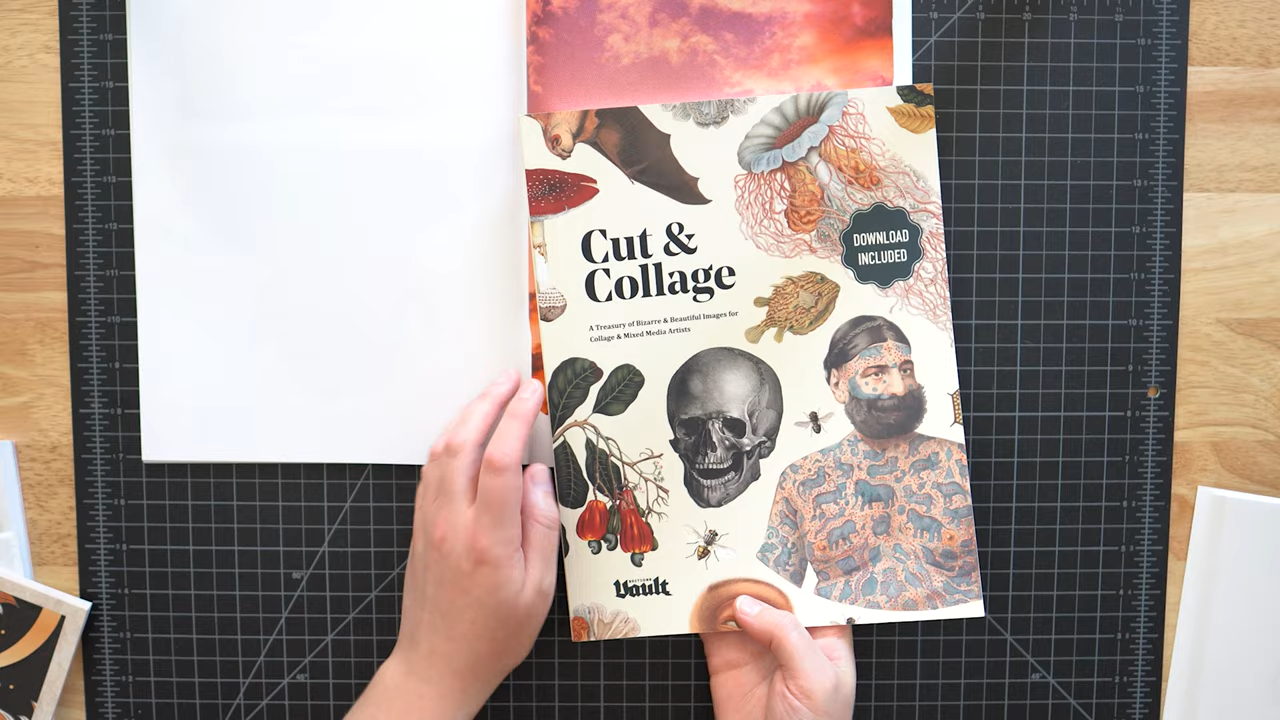 Cut &
Collage
A Treasury of Bizarre & Beautiful Images for
Collage & Mixed Media Artists
DOWNLOAD
INCLUDED
Vault